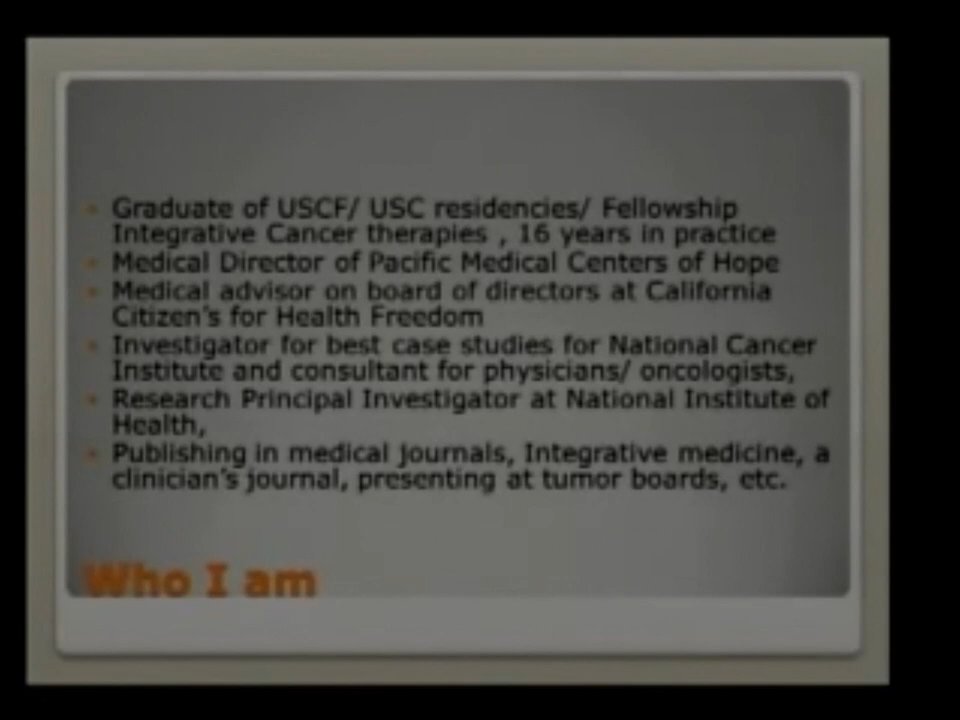 Graduate of USCF/ USC residencies/ Fellowship
Integrative Cancer therapies , 16 years in practice
Medical Director of Pacific Medical Centers of Hope
Medical advisor on board of directors at California
Citizen's for Health Freedom
Investigator for best case studies for National Cancer
Institute and consultant for physicians/ oncologists,
Research Principal Investigator at National Institute of
Health,
Publishing in medical journals, Integrative medicine, a
clinician's journal, presenting at tumor boards, etc.
Who I am